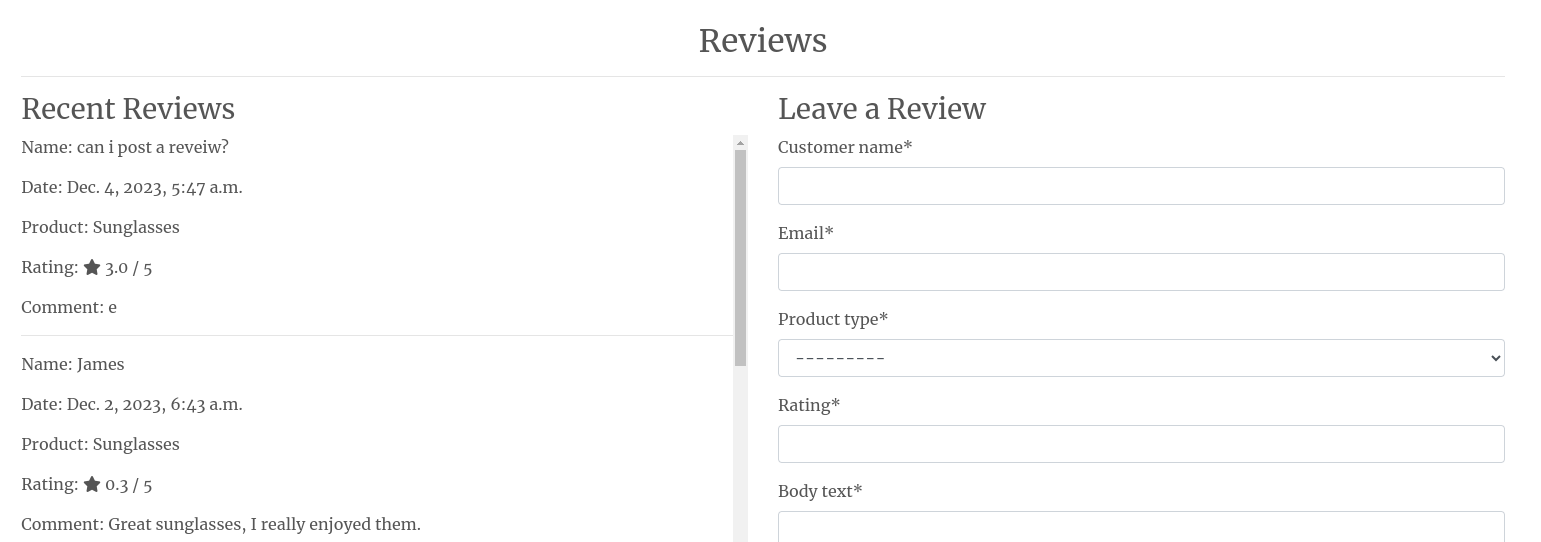 Reviews
Recent Reviews
Name: can i post a reveiw?
Date: Dec. 4, 2023, 5:47 a.m.
Product: Sunglasses
Rating: ★ 3.0 / 5
Comment: e
Name: James
Date: Dec. 2, 2023, 6:43 a.m.
Product: Sunglasses
Rating: ★ 0.3 / 5
Comment: Great sunglasses, I really enjoyed them.
Leave a Review
Customer name*
Email*
Product type*
---------
Rating*
Body text*